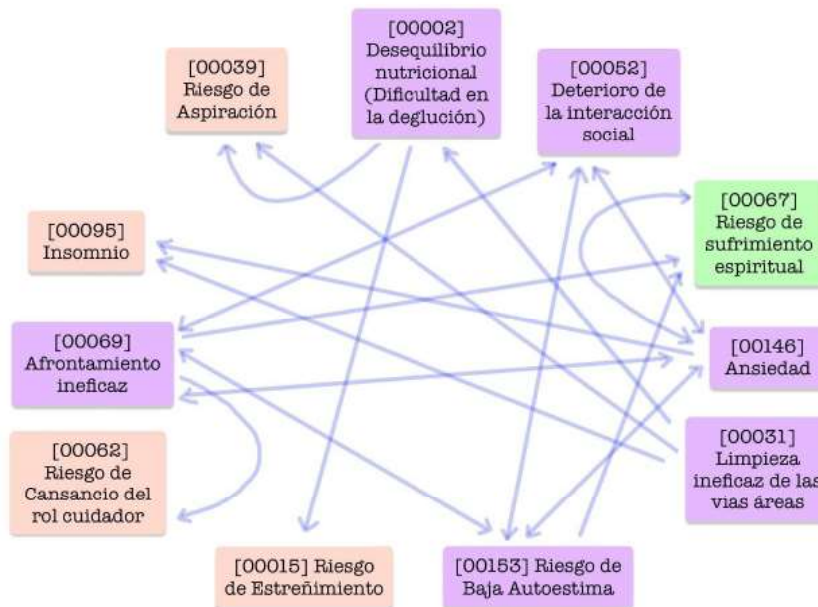 [00002]
Desequilibrio
nutricional
(Dificultad en
la deglución)
[00039]
Riesgo de
Aspiración
[00052]
Deterioro de
la interacción
social
[00067]
Riesgo de
sufrimiento
espiritual
[00095]
Insomnio
[00069]
Afrontamiento
ineficaz
[00146]
Ansiedad
[00062]
Riesgo de
Cansancio del
rol cuidador
[00031]
Limpieza
ineficaz de las
vias áreas
[00015] Riesgo
de Estreñimiento
[00153] Riesgo de
Baja Autoestima